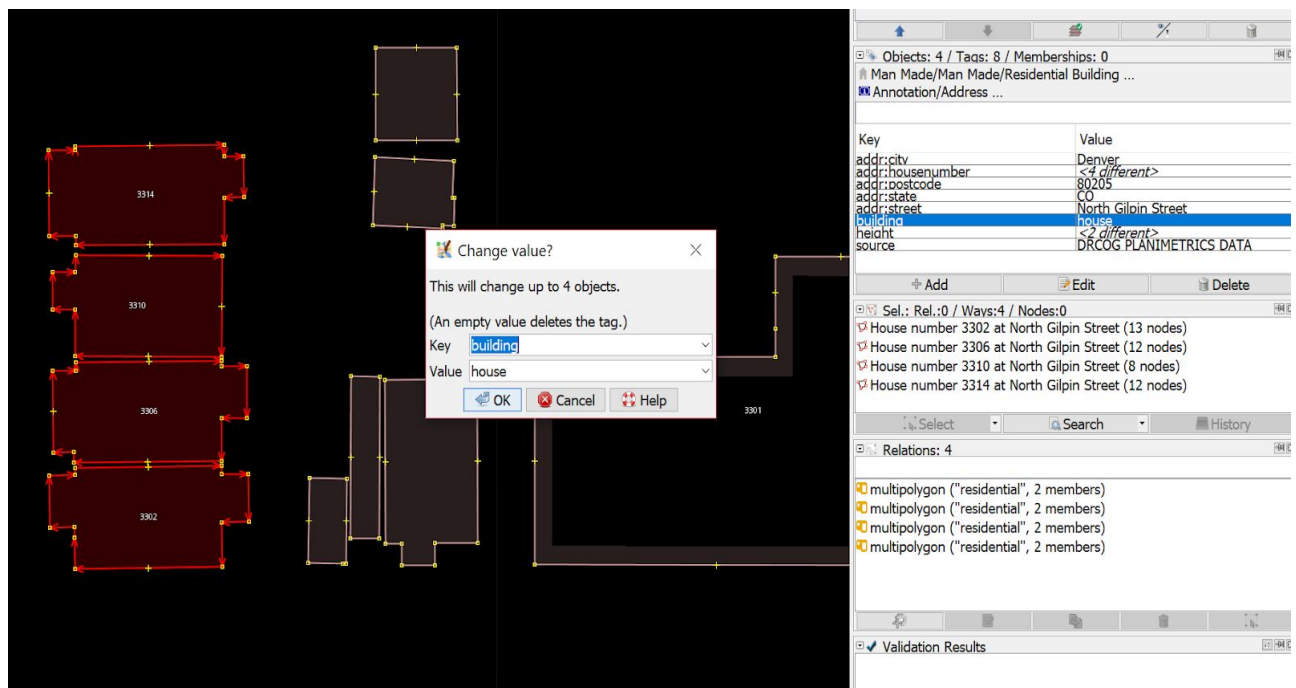 3314
3310
3306
3302
3301
Change value?
This will change up to 4 objects.
(An empty value deletes the tag.)
Key building
Value house
OK Cancel Help
Objects: 4 / Tags: 8 / Memberships: 0
Man Made/Man Made/Residential Building ...
Annotation/Address ...
Key Value
addr:city Denver
addr:housenumber <4 different>
addr:postcode 80205
addr:state CO
addr:street North Gilpin Street
building house
height <2 different>
source DRCOG PLANIMETRICS DATA
Add Edit Delete
Sel.: Rel.:0 / Ways:4 / Nodes:0
House number 3302 at North Gilpin Street (13 nodes)
House number 3306 at North Gilpin Street (12 nodes)
House number 3310 at North Gilpin Street (8 nodes)
House number 3314 at North Gilpin Street (12 nodes)
Select Search History
Relations: 4
multipolygon ("residential", 2 members)
multipolygon ("residential", 2 members)
multipolygon ("residential", 2 members)
multipolygon ("residential", 2 members)
Validation Results